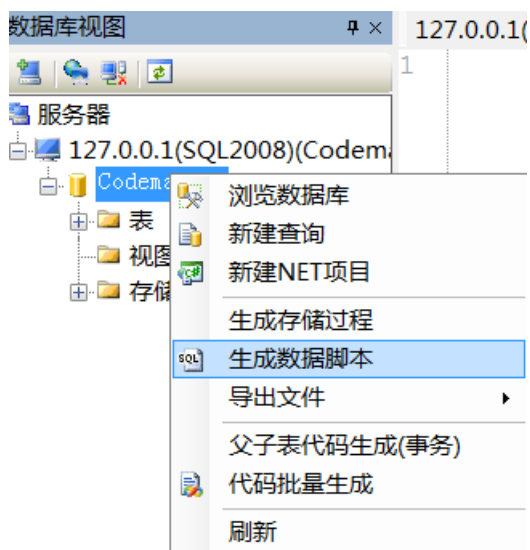 数据库视图
127.0.0.1(
1
服务器
127.0.0.1(SQL2008)(Codema
Codema
表
视图
存储
浏览数据库
新建查询
新建NET项目
生成存储过程
生成数据脚本
导出文件
父子表代码生成(事务)
代码批量生成
刷新